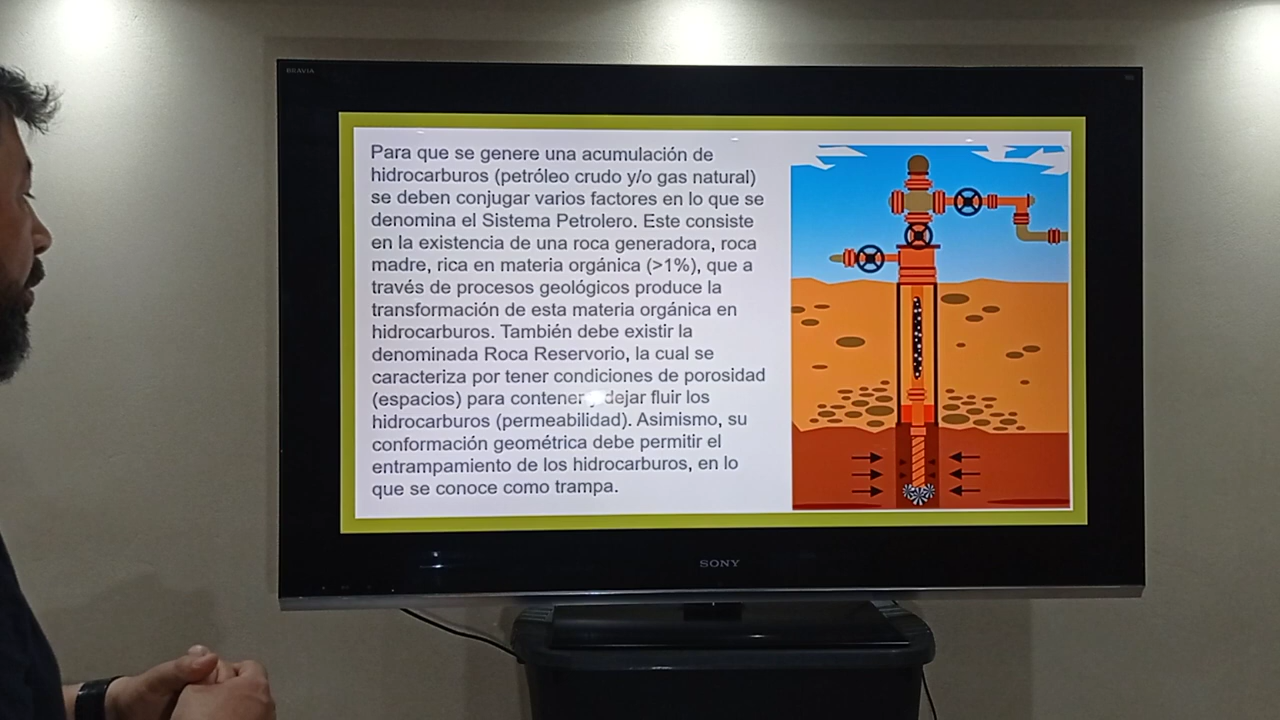 BRAVIA
Para que se genere una acumulación de
hidrocarburos (petróleo crudo y/o gas natural)
se deben conjugar varios factores en lo que se
denomina el Sistema Petrolero. Este consiste
en la existencia de una roca generadora, roca
madre, rica en materia orgánica (>1%), que a
través de procesos geológicos produce la
transformación de esta materia orgánica en
hidrocarburos. También debe existir la
denominada Roca Reservorio, la cual se
caracteriza por tener condiciones de porosidad
(espacios) para contener y dejar fluir los
hidrocarburos (permeabilidad). Asimismo, su
conformación geométrica debe permitir el
entrampamiento de los hidrocarburos, en lo
que se conoce como trampa.
SONY